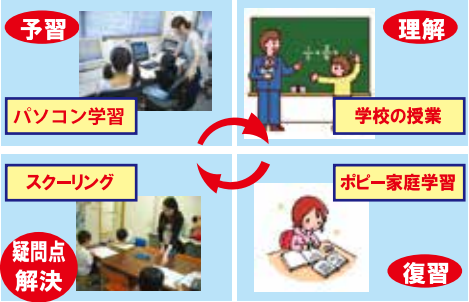 予習
パソコン学習
理解
学校の授業
スクーリング
疑問点
解決
ポピー家庭学習
復習